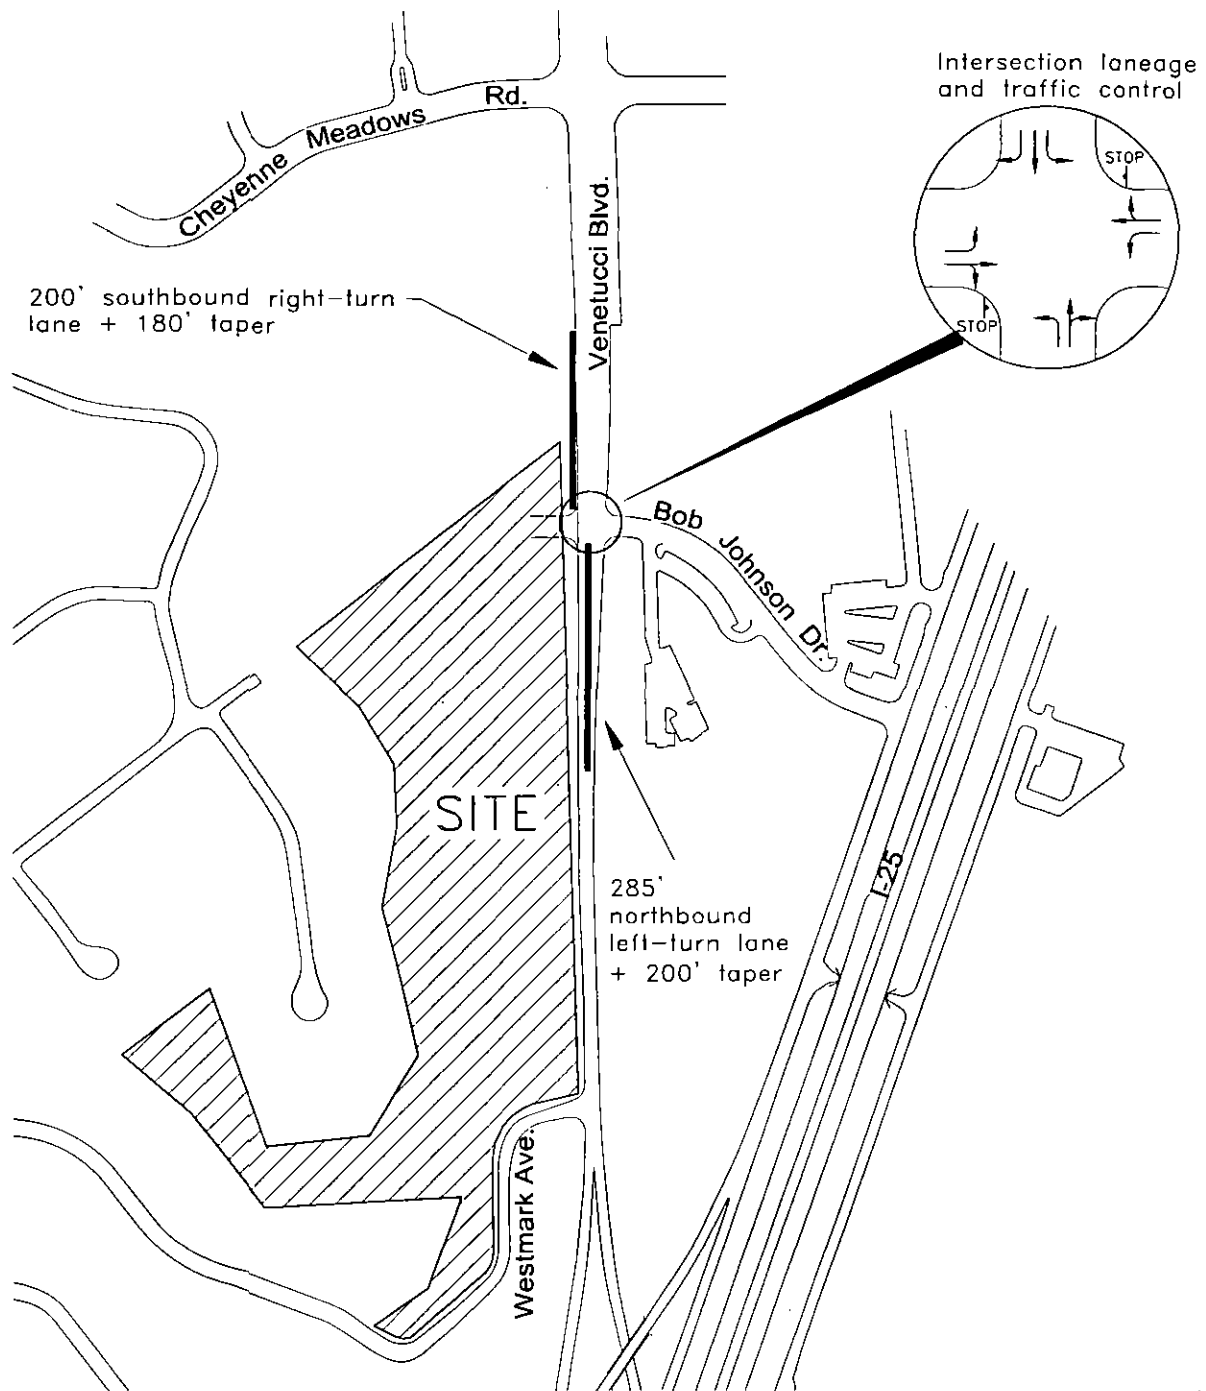 Intersection laneage
and traffic control
STOP
STOP
Cheyenne Meadows Rd.
Venetucci Blvd.
200' southbound right-turn
lane + 180' taper
Bob Johnson Dr.
SITE
I-25
285'
northbound
left-turn lane
+ 200' taper
Westmark Ave.